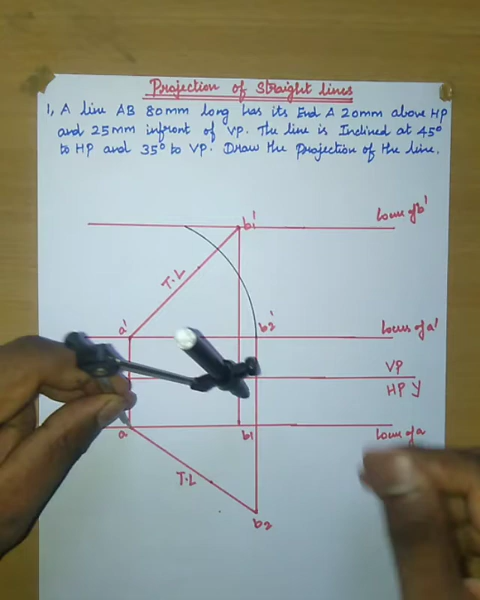 Projection of Straight lines
1, A line AB 80mm long has its End A 20mm above HP
and 25mm infront of VP. The line is Inclined at 45°
to HP and 35° to VP. Draw the Projection of the line.
locus of b'
b1'
T.L
a'
b2'
locus of a'
VP
HP y
a
b1
locus of a
T.L
b2